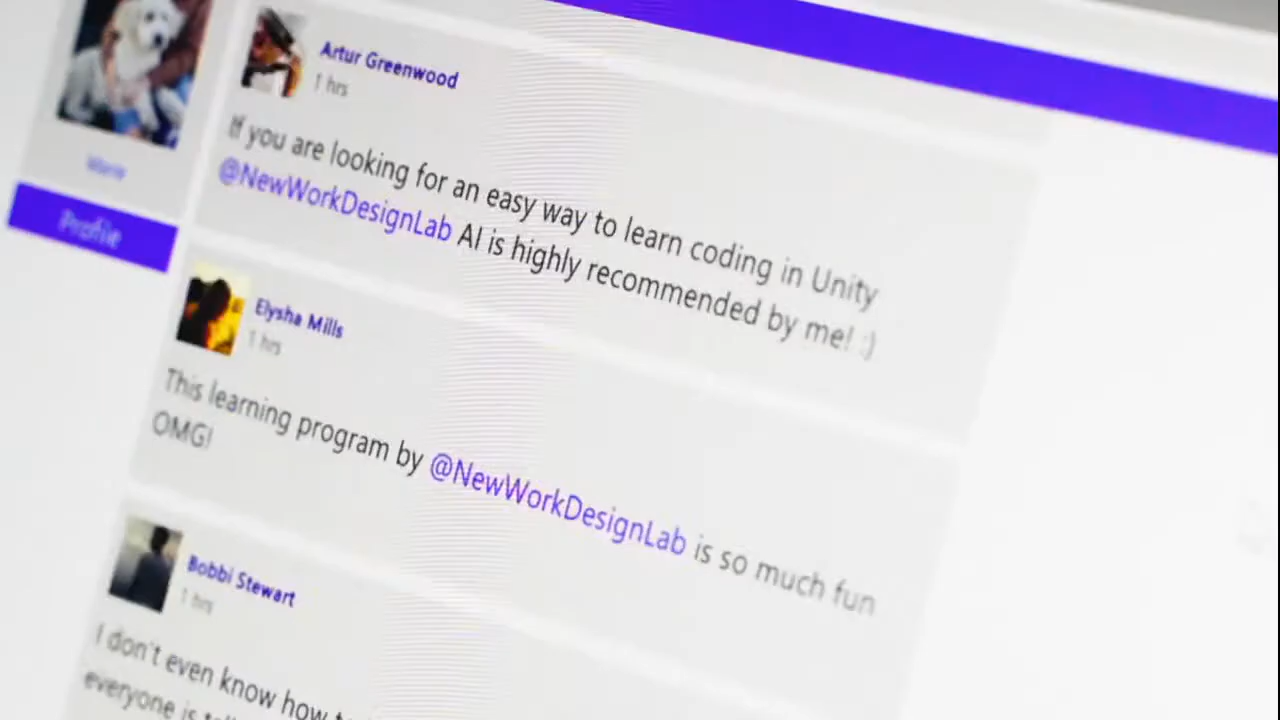 Artur Greenwood
1 hrs
If you are looking for an easy way to learn coding in Unity
@NewWorkDesignLab AI is highly recommended by me! :)
Profile
Elysha Mills
1 hrs
This learning program by @NewWorkDesignLab is so much fun
OMG!
Bobbi Stewart
1 hrs
I don't even know how
everyone is